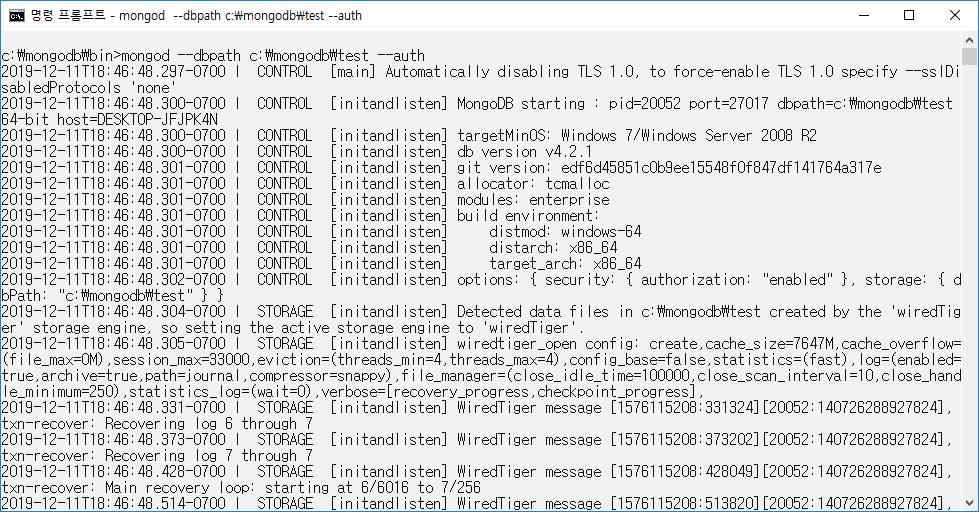 명령 프롬프트 - mongod  --dbpath c:₩mongodb₩test --auth
c:₩mongodb₩bin>mongod --dbpath c:₩mongodb₩test --auth
2019-12-11T18:46:48.297-0700 I  CONTROL  [main] Automatically disabling TLS 1.0, to force-enable TLS 1.0 specify --sslDi
sabledProtocols 'none'
2019-12-11T18:46:48.300-0700 I  CONTROL  [initandlisten] MongoDB starting : pid=20052 port=27017 dbpath=c:₩mongodb₩test
64-bit host=DESKTOP-JFJPK4N
2019-12-11T18:46:48.300-0700 I  CONTROL  [initandlisten] targetMinOS: Windows 7/Windows Server 2008 R2
2019-12-11T18:46:48.300-0700 I  CONTROL  [initandlisten] db version v4.2.1
2019-12-11T18:46:48.301-0700 I  CONTROL  [initandlisten] git version: edf6d45851c0b9ee15548f0f847df141764a317e
2019-12-11T18:46:48.301-0700 I  CONTROL  [initandlisten] allocator: tcmalloc
2019-12-11T18:46:48.301-0700 I  CONTROL  [initandlisten] modules: enterprise
2019-12-11T18:46:48.301-0700 I  CONTROL  [initandlisten] build environment:
2019-12-11T18:46:48.301-0700 I  CONTROL  [initandlisten]     distmod: windows-64
2019-12-11T18:46:48.301-0700 I  CONTROL  [initandlisten]     distarch: x86_64
2019-12-11T18:46:48.301-0700 I  CONTROL  [initandlisten]     target_arch: x86_64
2019-12-11T18:46:48.302-0700 I  CONTROL  [initandlisten] options: { security: { authorization: "enabled" }, storage: { d
bPath: "c:₩mongodb₩test" } }
2019-12-11T18:46:48.304-0700 I  STORAGE  [initandlisten] Detected data files in c:₩mongodb₩test created by the 'wiredTig
er' storage engine, so setting the active storage engine to 'wiredTiger'.
2019-12-11T18:46:48.305-0700 I  STORAGE  [initandlisten] wiredtiger_open config: create,cache_size=7647M,cache_overflow=
(file_max=0M),session_max=33000,eviction=(threads_min=4,threads_max=4),config_base=false,statistics=(fast),log=(enabled=
true,archive=true,path=journal,compressor=snappy),file_manager=(close_idle_time=100000,close_scan_interval=10,close_hand
le_minimum=250),statistics_log=(wait=0),verbose=[recovery_progress,checkpoint_progress],
2019-12-11T18:46:48.331-0700 I  STORAGE  [initandlisten] WiredTiger message [1576115208:331324][20052:140726288927824],
txn-recover: Recovering log 6 through 7
2019-12-11T18:46:48.373-0700 I  STORAGE  [initandlisten] WiredTiger message [1576115208:373202][20052:140726288927824],
txn-recover: Recovering log 7 through 7
2019-12-11T18:46:48.428-0700 I  STORAGE  [initandlisten] WiredTiger message [1576115208:428049][20052:140726288927824],
txn-recover: Main recovery loop: starting at 6/6016 to 7/256
2019-12-11T18:46:48.514-0700 I  STORAGE  [initandlisten] WiredTiger message [1576115208:513820][20052:140726288927824],